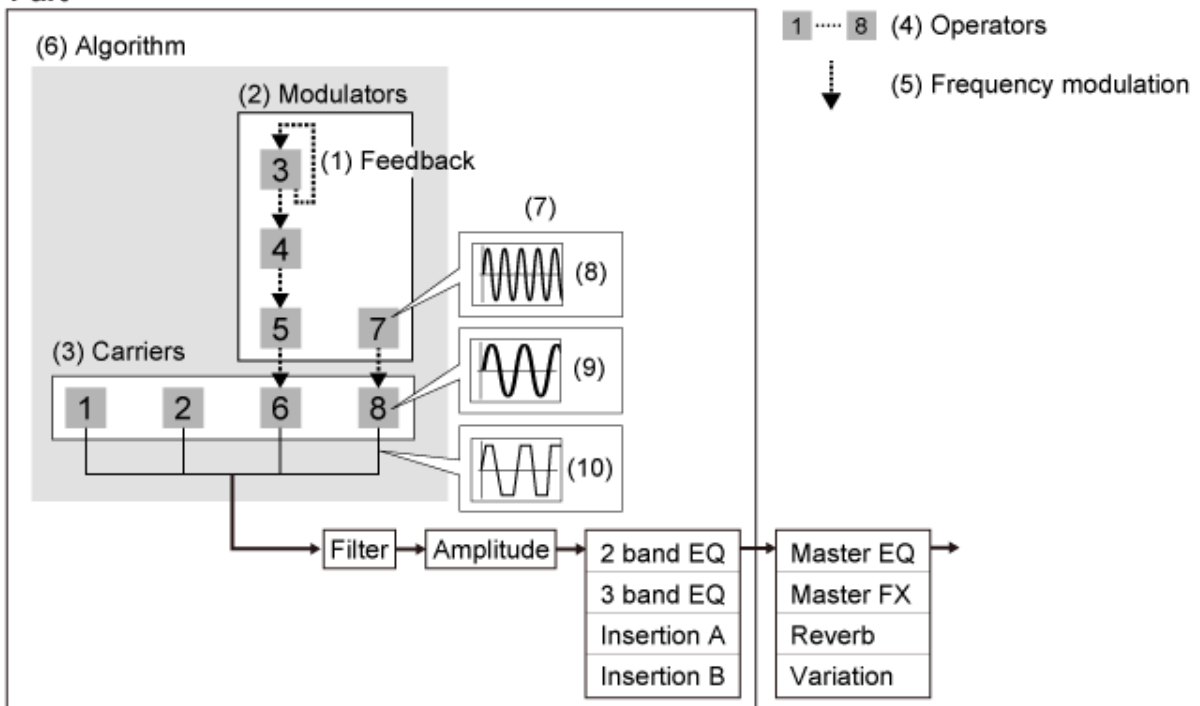 Part
(6) Algorithm
1 ..... 8 (4) Operators
(5) Frequency modulation
(2) Modulators
3
(1) Feedback
4
(7)
(8)
5
7
(3) Carriers
(9)
1
2
6
8
(10)
Filter
Amplitude
2 band EQ
3 band EQ
Insertion A
Insertion B
Master EQ
Master FX
Reverb
Variation